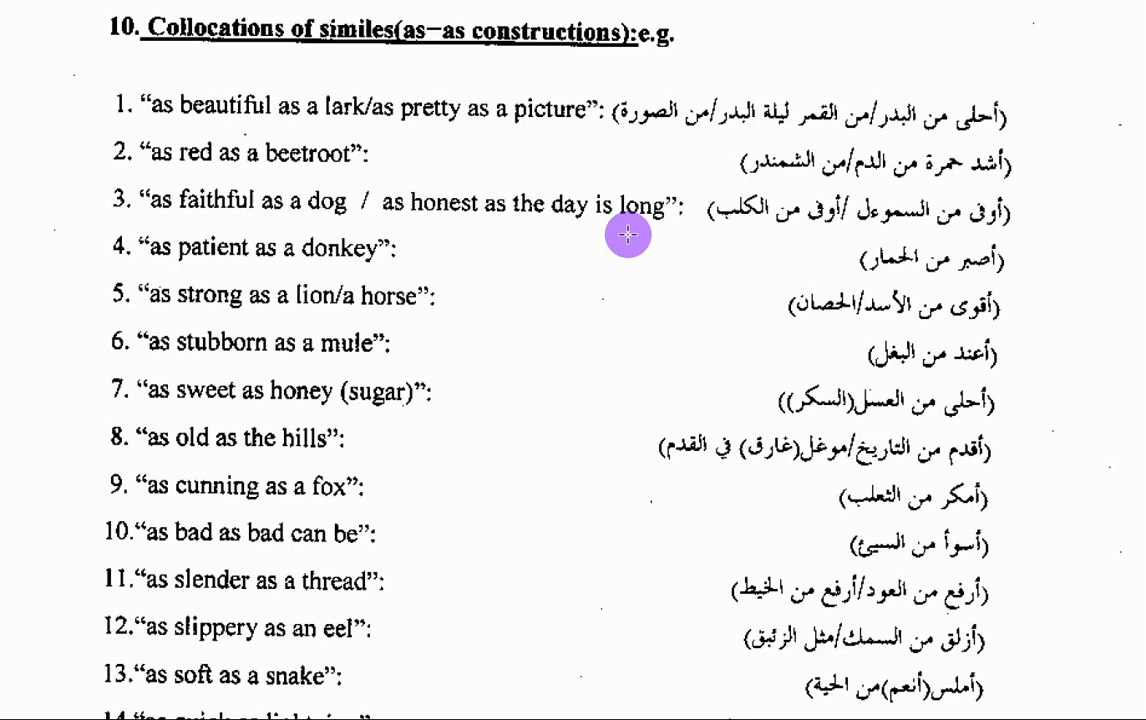 10. Collocations of similes(as–as constructions):e.g.
1. “as beautiful as a lark/as pretty as a picture”: (أحلى من البدر/من القمر ليلة البدر/من الصورة)
2. “as red as a beetroot”: (أشد حمرة من الدم/من الشمندر)
3. “as faithful as a dog / as honest as the day is long”: (أوفى من السموءل /أوفى من الكلب)
4. “as patient as a donkey”: (أصبر من الحمار)
5. “as strong as a lion/a horse”: (أقوى من الأسد/الحصان)
6. “as stubborn as a mule”: (أعند من البغل)
7. “as sweet as honey (sugar)”: (أحلى من العسل(السكر))
8. “as old as the hills”: (أقدم من التاريخ/موغل(غارق) في القدم)
9. “as cunning as a fox”: (أمكر من الثعلب)
10.“as bad as bad can be”: (أسوأ من السيئ)
11.“as slender as a thread”: (أرفع من العود/أرفع من الخيط)
12.“as slippery as an eel”: (أزلق من السمك/مثل الزئبق)
13.“as soft as a snake”: (أملس(أنعم)من الحية)